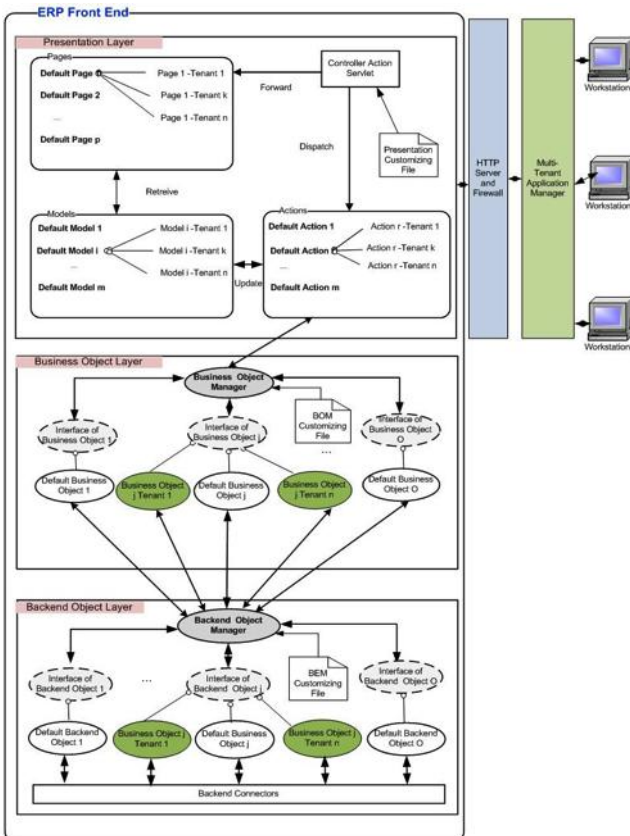 ERP Front End
Presentation Layer
Pages
Default Page
Page 1 -Tenant 1
Default Page 2
Page 1 -Tenant k
...
Page 1 -Tenant n
Default Page p
Forward
Controller Action
Servlet
Dispatch
Presentation
Customizing
File
Retreive
Models
Default Model 1
Model i -Tenant 1
Default Model i
Model i -Tenant k
...
Model i -Tenant n
Default Model m
Update
Actions
Default Action 1
Action r -Tenant 1
Default Action
Action r -Tenant k
...
Action r -Tenant n
Default Action m
HTTP
Server
and
Firewall
Multi-
Tenant
Application
Manager
Workstation
Workstation
Workstation
Business Object Layer
Business Object
Manager
Interface of
Business Object 1
Interface of
Business Object j
BOM
Customizing
File
...
Interface of
Business Object
O
Default Business
Object 1
Business Object
j Tenant 1
Default Business
Object j
Business Object
j Tenant n
Default Business
Object O
Backend Object Layer
Backend Object
Manager
Interface of
Backend Object 1
...
Interface of
Backend Object j
BEM
Customizing
File
Interface of
Backend Object O
Default Backend
Object 1
Business Object j
Tenant 1
Default Business
Object j
Business Object j
Tenant n
Default Backend
Object O
Backend Connectors